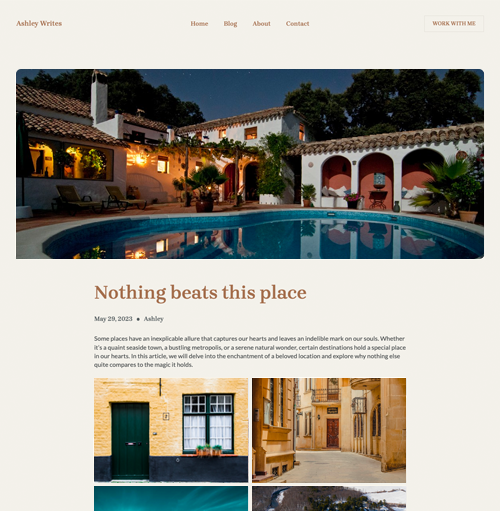 Ashley Writes
Home
Blog
About
Contact
WORK WITH ME
Nothing beats this place
May 29, 2023 • Ashley
Some places have an inexplicable allure that captures our hearts and leaves an indelible mark on our souls. Whether
it's a quaint seaside town, a bustling metropolis, or a serene natural wonder, certain destinations hold a special place
in our hearts. In this article, we will delve into the enchantment of a beloved location and explore why nothing else
quite compares to the magic it holds.